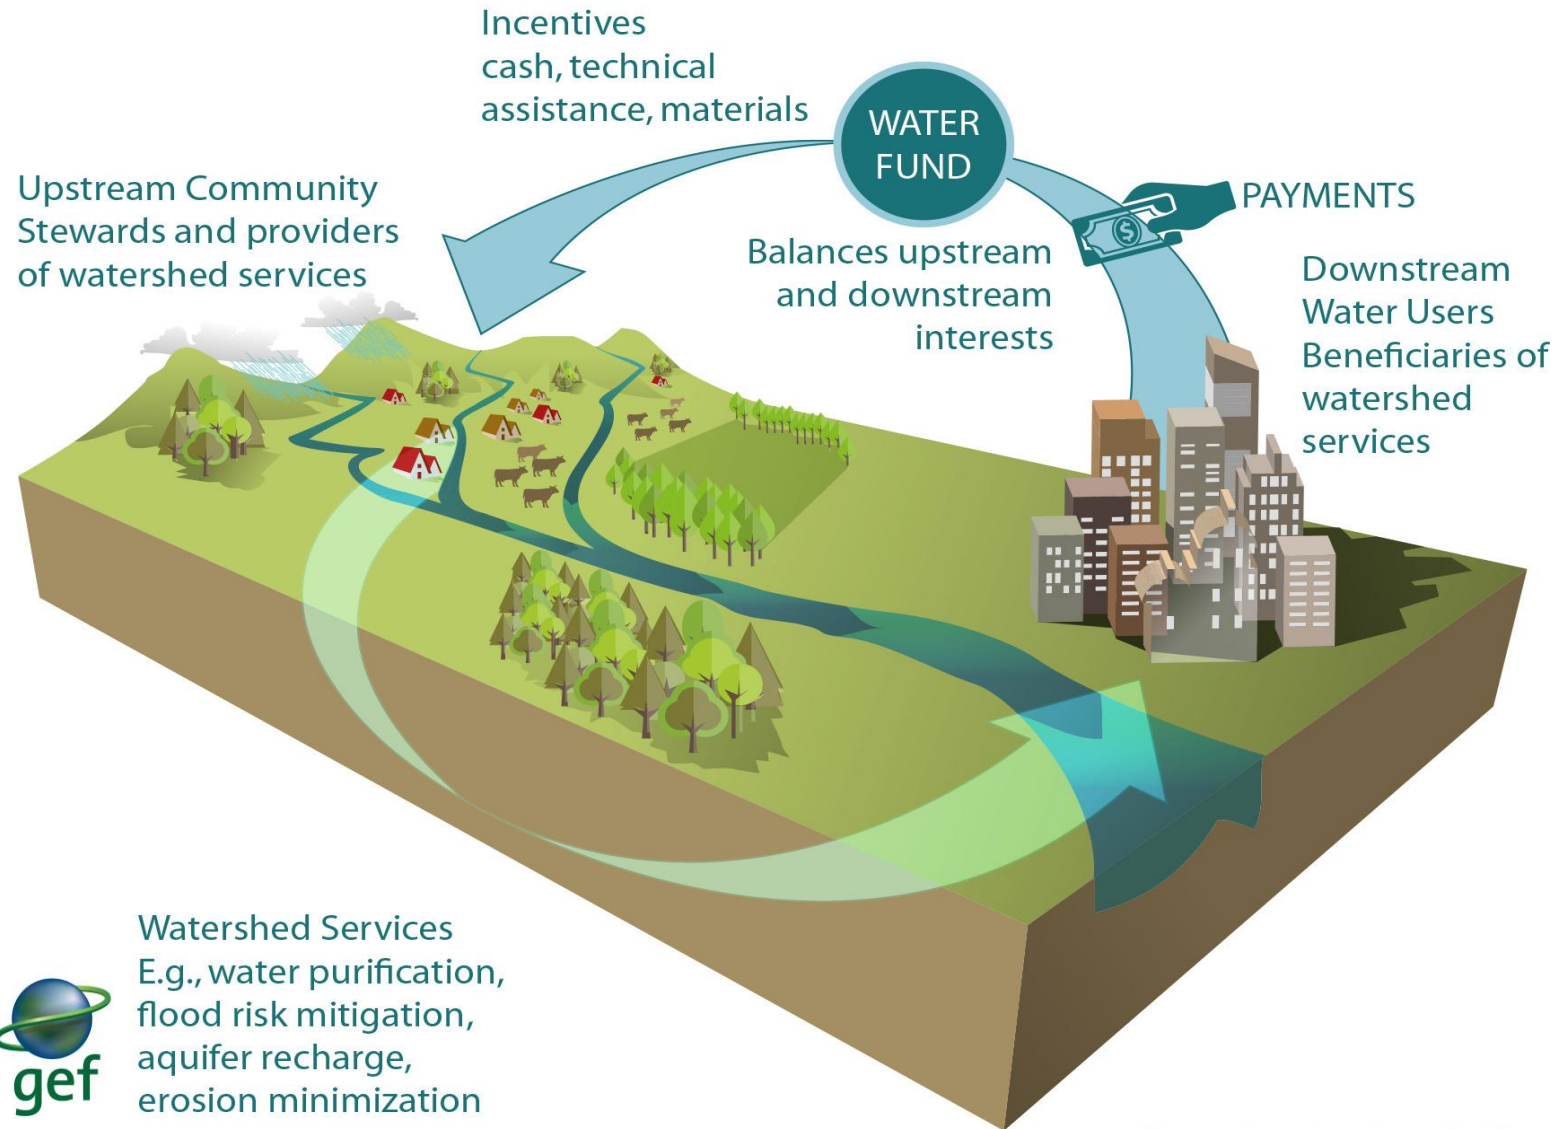 Incentives
cash, technical
assistance, materials
WATER
FUND
PAYMENTS
Upstream Community
Stewards and providers
of watershed services
Balances upstream
and downstream
interests
Downstream
Water Users
Beneficiaries of
watershed
services
Watershed Services
E.g., water purification,
flood risk mitigation,
aquifer recharge,
erosion minimization
gef
$